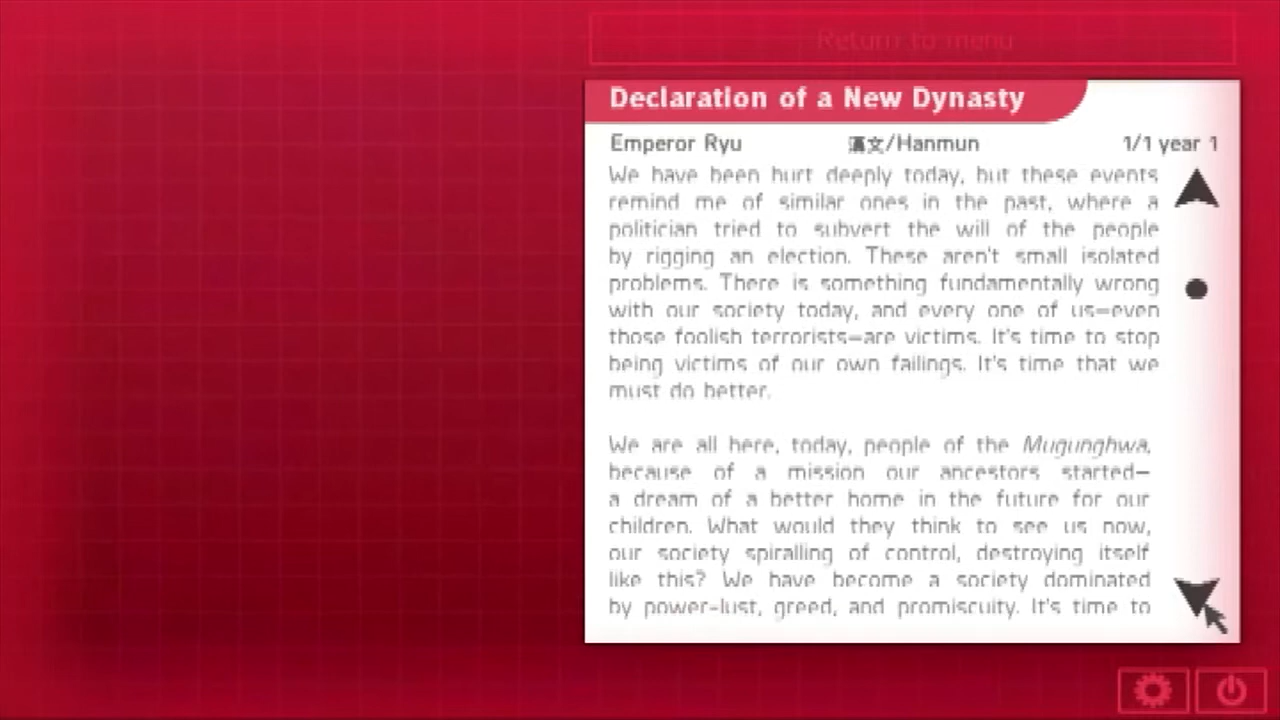 Return to menu
Declaration of a New Dynasty
Emperor Ryu 漢文/Hanmun 1/1 year 1
We have been hurt deeply today, but these events
remind me of similar ones in the past, where a
politician tried to subvert the will of the people
by rigging an election. These aren't small isolated
problems. There is something fundamentally wrong
with our society today, and every one of us—even
those foolish terrorists—are victims. It's time to stop
being victims of our own failings. It's time that we
must do better.
We are all here, today, people of the Mugunghwa,
because of a mission our ancestors started—
a dream of a better home in the future for our
children. What would they think to see us now,
our society spiralling of control, destroying itself
like this? We have become a society dominated
by power-lust, greed, and promiscuity. It's time to